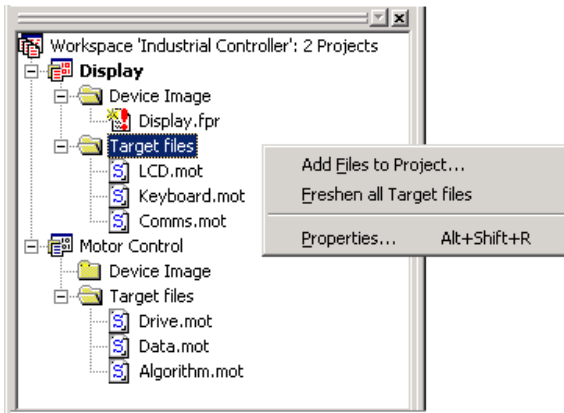 Workspace 'Industrial Controller': 2 Projects
Display
Device Image
Display.fpr
Target files
LCD.mot
Keyboard.mot
Comms.mot
Motor Control
Device Image
Target files
Drive.mot
Data.mot
Algorithm.mot
Add Files to Project...
Freshen all Target files
Properties... Alt+Shift+R